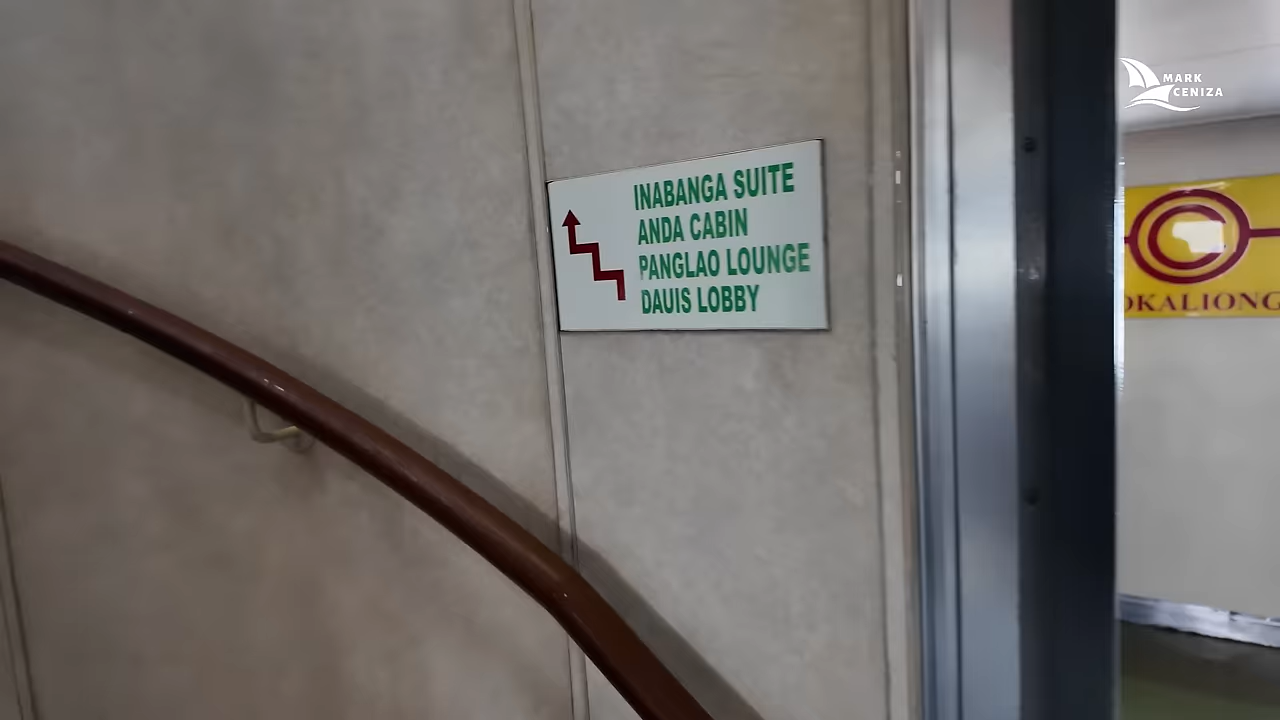 INABANGA SUITE
ANDA CABIN
PANGLAO LOUNGE
DAUIS LOBBY
MARK
CENIZA
OKALIONG